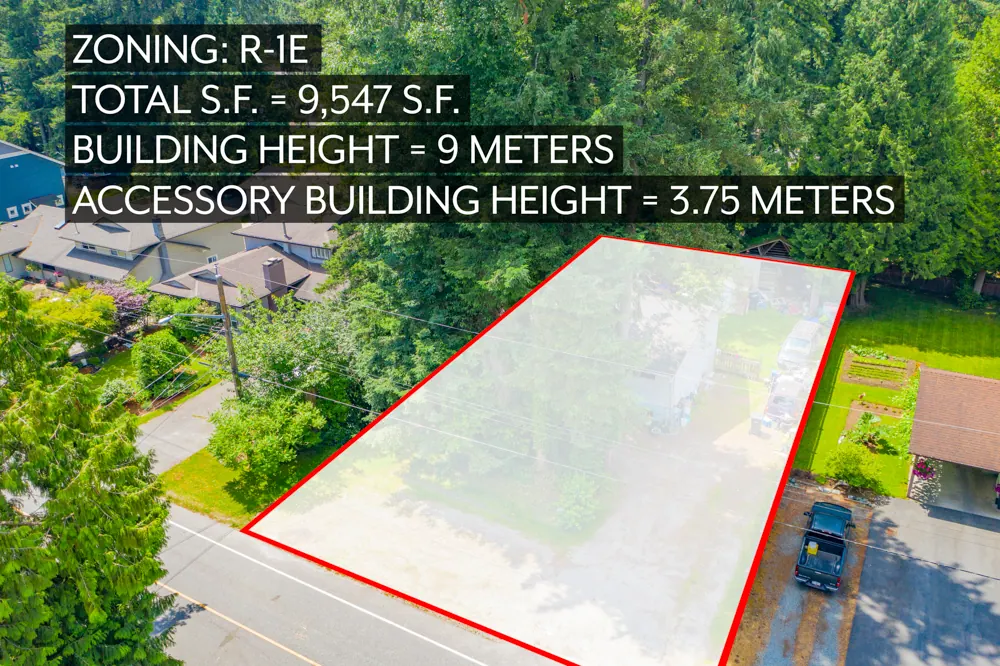 ZONING: R-1E
TOTAL S.F. = 9,547 S.F.
BUILDING HEIGHT = 9 METERS
ACCESSORY BUILDING HEIGHT = 3.75 METERS